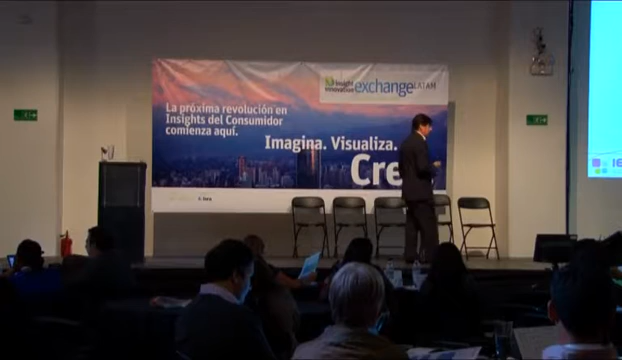 insight
innovation
exchange LATAM
La próxima revolución en
Insights del Consumidor
comienza aquí.
Imagina. Visualiza.
Cre